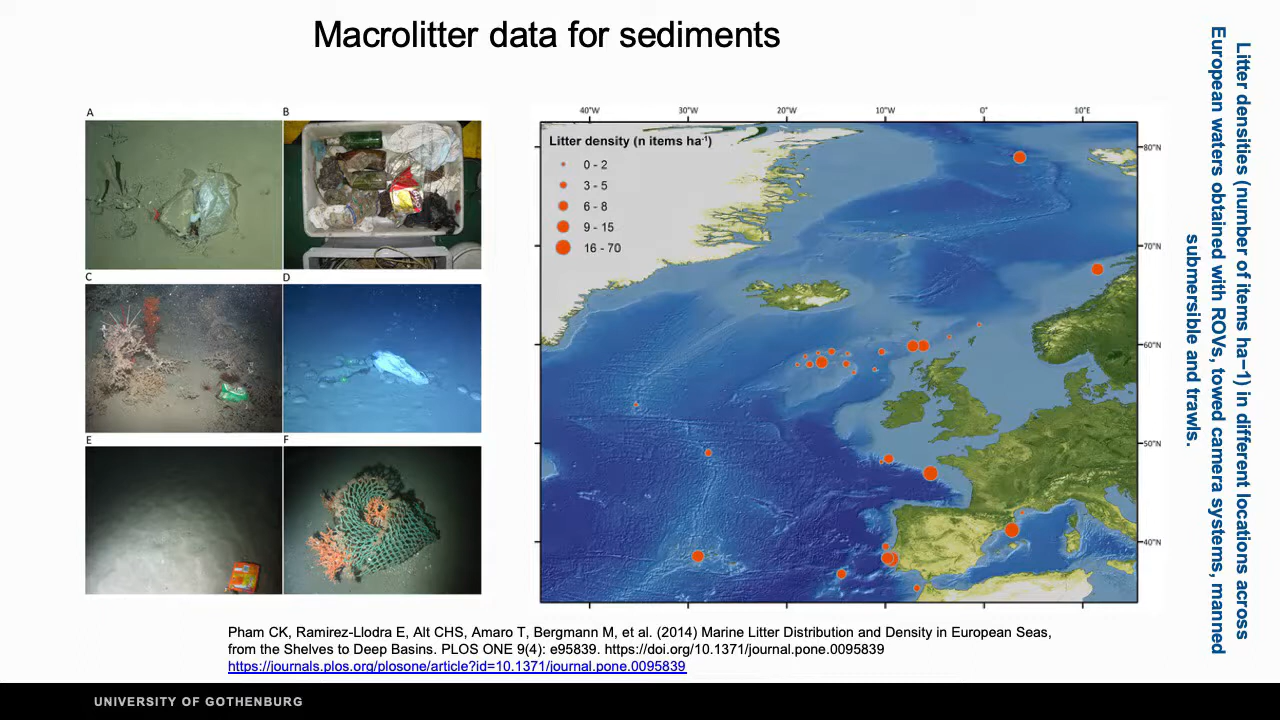 Macrolitter data for sediments
A
B
C
D
E
F
40°W
30°W
20°W
10°W
0°
10°E
Litter density (n items ha⁻¹)
0 - 2
3 - 5
6 - 8
9 - 15
16 - 70
80°N
70°N
60°N
50°N
40°N
Litter densities (number of items ha−1) in different locations across
European waters obtained with ROVs, towed camera systems, manned
submersible and trawls.
Pham CK, Ramirez-Llodra E, Alt CHS, Amaro T, Bergmann M, et al. (2014) Marine Litter Distribution and Density in European Seas,
from the Shelves to Deep Basins. PLOS ONE 9(4): e95839. https://doi.org/10.1371/journal.pone.0095839
https://journals.plos.org/plosone/article?id=10.1371/journal.pone.0095839
UNIVERSITY OF GOTHENBURG